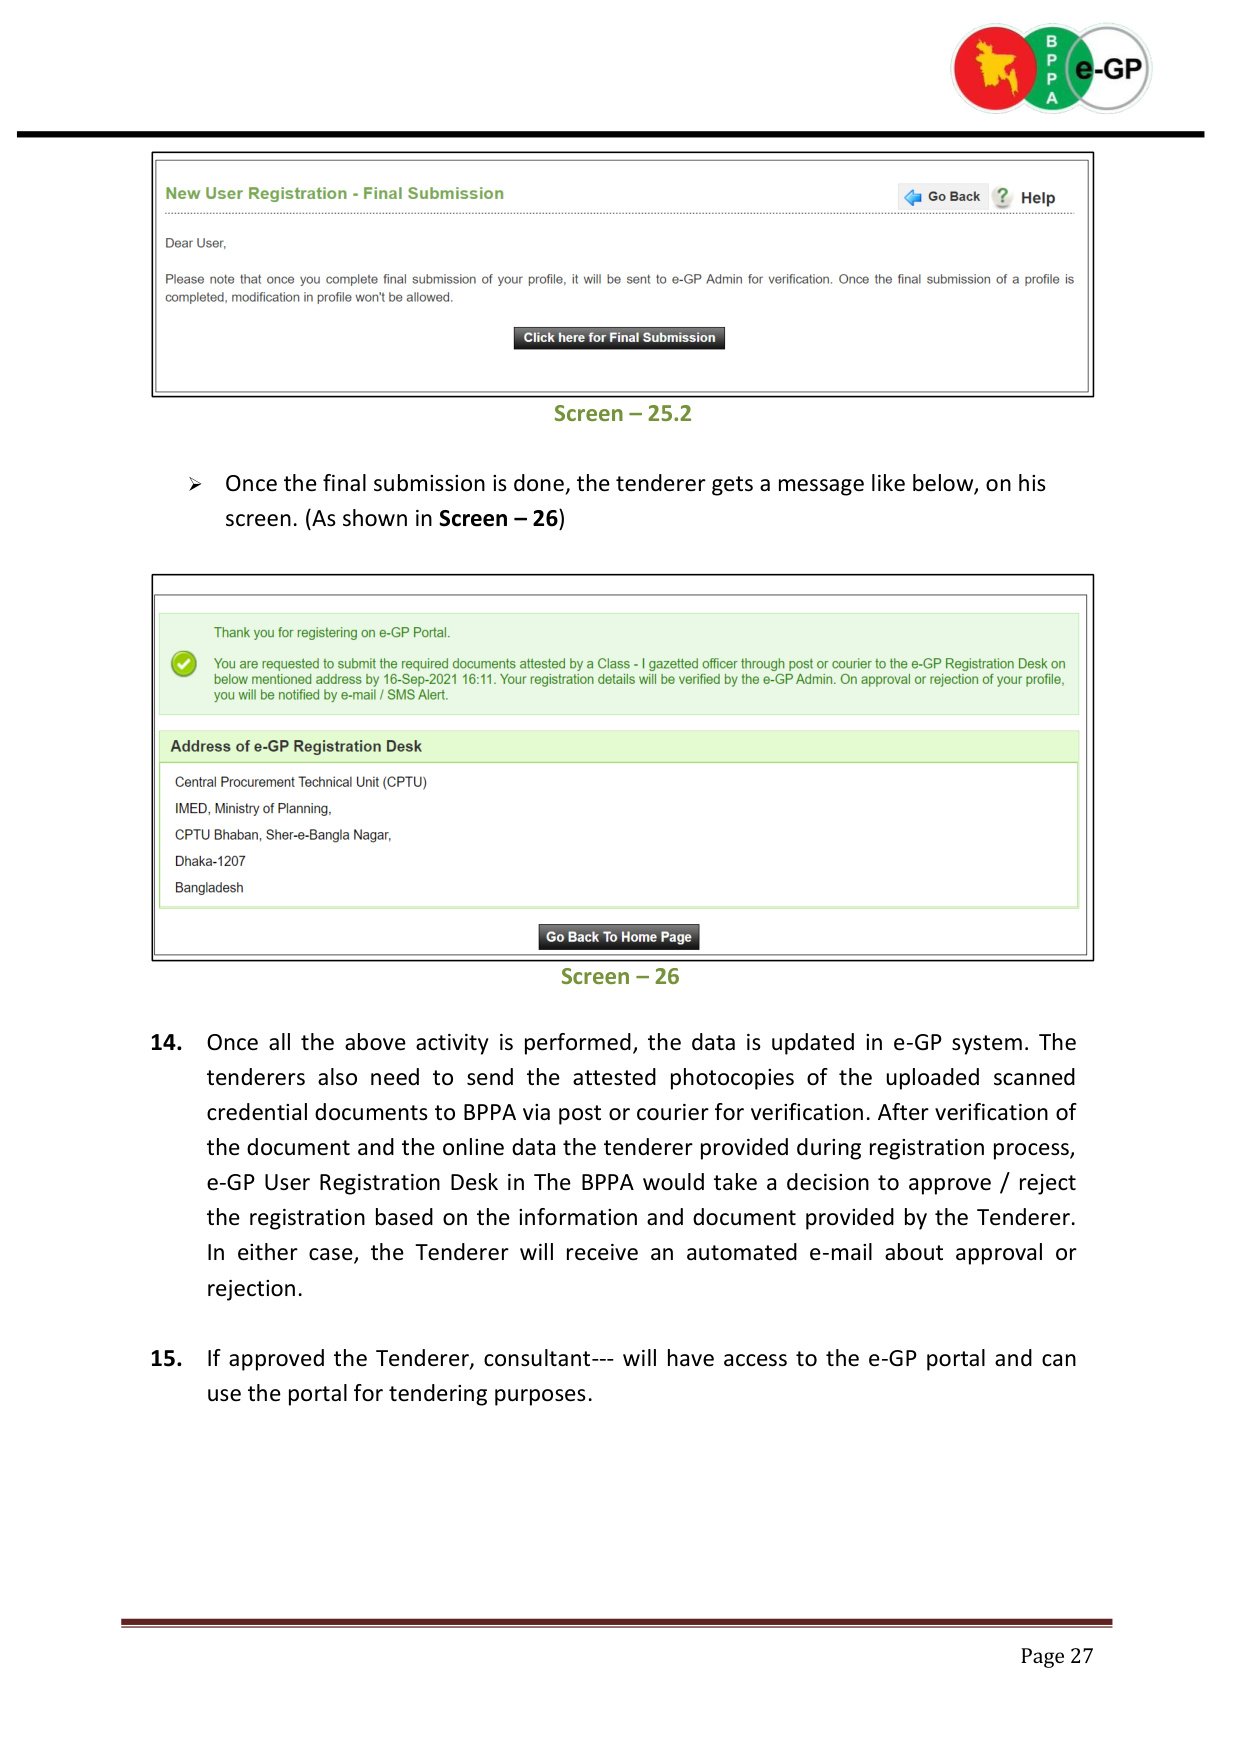 B
P
P
A
e-GP
New User Registration - Final Submission
Go Back
? Help
Dear User,
Please note that once you complete final submission of your profile, it will be sent to e-GP Admin for verification. Once the final submission of a profile is
completed, modification in profile won't be allowed.
Click here for Final Submission
Screen – 25.2
➢ Once the final submission is done, the tenderer gets a message like below, on his
screen. (As shown in Screen – 26)
Thank you for registering on e-GP Portal.
You are requested to submit the required documents attested by a Class - I gazetted officer through post or courier to the e-GP Registration Desk on
below mentioned address by 16-Sep-2021 16:11. Your registration details will be verified by the e-GP Admin. On approval or rejection of your profile,
you will be notified by e-mail / SMS Alert.
Address of e-GP Registration Desk
Central Procurement Technical Unit (CPTU)
IMED, Ministry of Planning,
CPTU Bhaban, Sher-e-Bangla Nagar,
Dhaka-1207
Bangladesh
Go Back To Home Page
Screen – 26
14. Once all the above activity is performed, the data is updated in e-GP system. The
tenderers also need to send the attested photocopies of the uploaded scanned
credential documents to BPPA via post or courier for verification. After verification of
the document and the online data the tenderer provided during registration process,
e-GP User Registration Desk in The BPPA would take a decision to approve / reject
the registration based on the information and document provided by the Tenderer.
In either case, the Tenderer will receive an automated e-mail about approval or
rejection.
15. If approved the Tenderer, consultant--- will have access to the e-GP portal and can
use the portal for tendering purposes.
Page 27